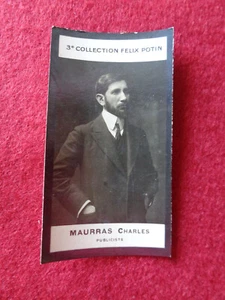 3e COLLECTION FELIX POTIN
MAURRAS CHARLES
PUBLICISTE